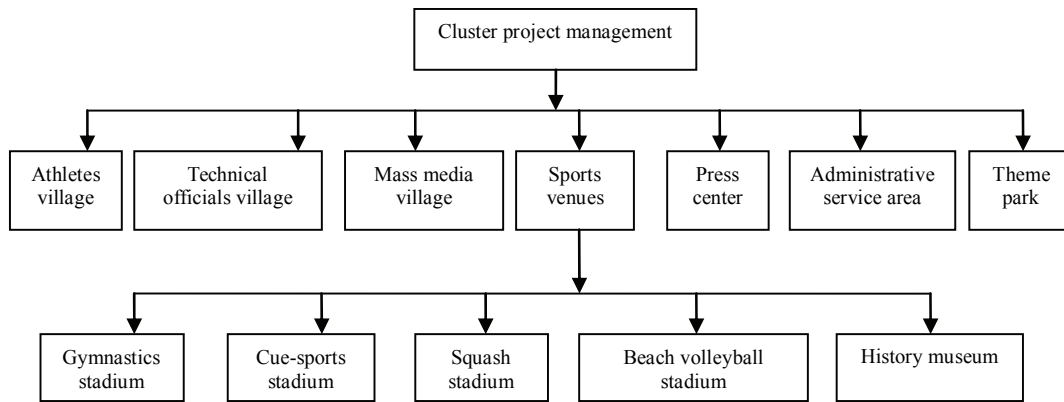 Cluster project management
Athletes
village
Technical
officials village
Mass media
village
Sports
venues
Press
center
Administrative
service area
Theme
park
Gymnastics
stadium
Cue-sports
stadium
Squash
stadium
Beach volleyball
stadium
History museum